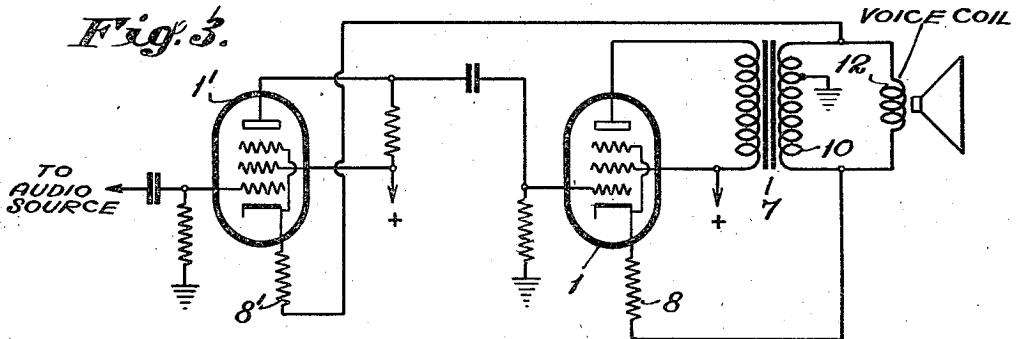 Fig. 3.
VOICE COIL
1'
12
TO
AUDIO
SOURCE
10
7
+
+
8'
1
8